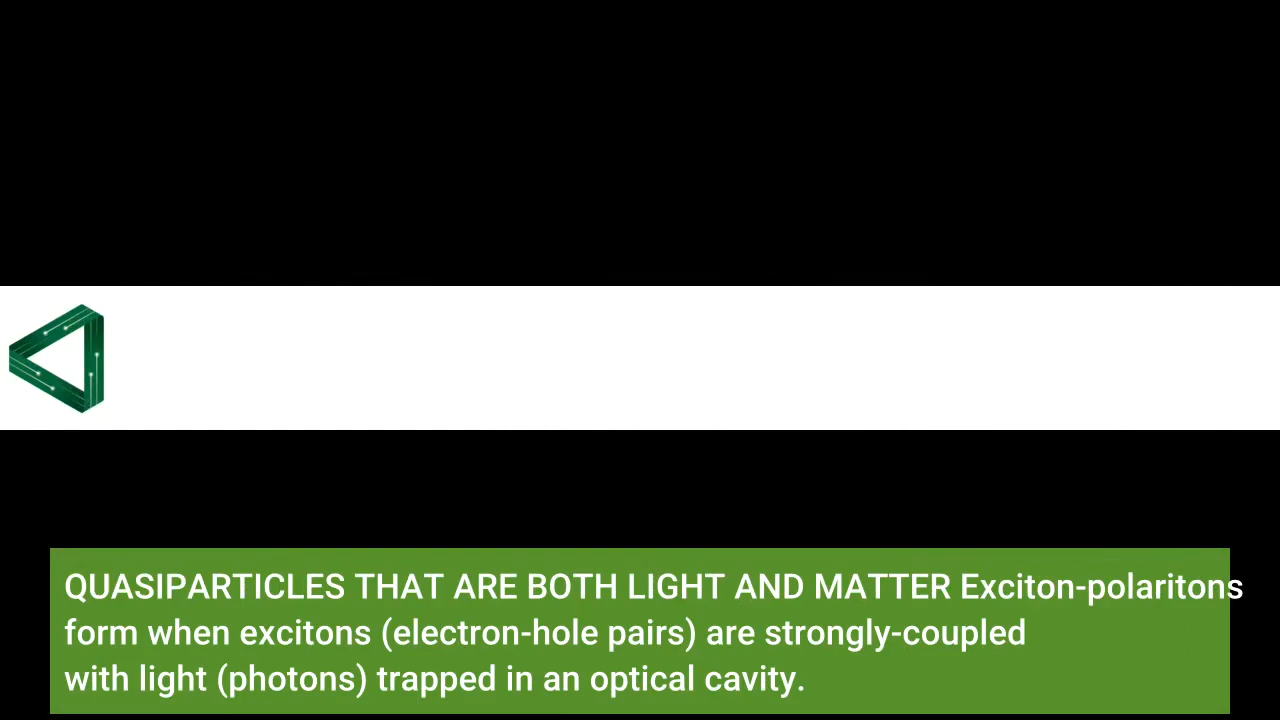 QUASIPARTICLES THAT ARE BOTH LIGHT AND MATTER Exciton-polaritons
form when excitons (electron-hole pairs) are strongly-coupled
with light (photons) trapped in an optical cavity.